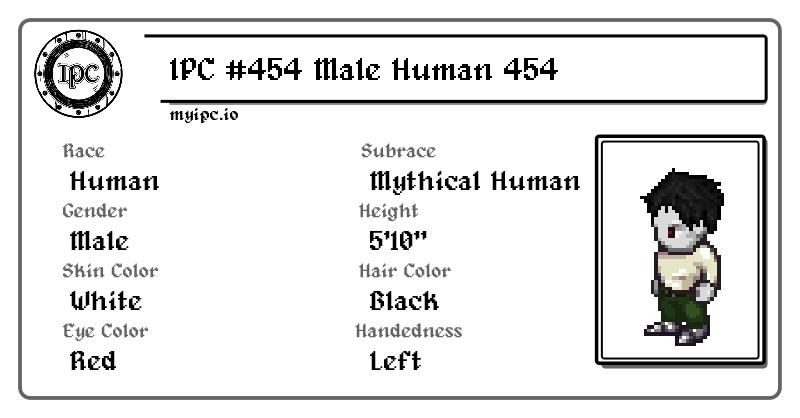 IPC
IPC #454 Male Human 454
myipc.io
Race
Human
Subrace
Mythical Human
Gender
Male
Height
5'10"
Skin Color
White
Hair Color
Black
Eye Color
Red
Handedness
Left